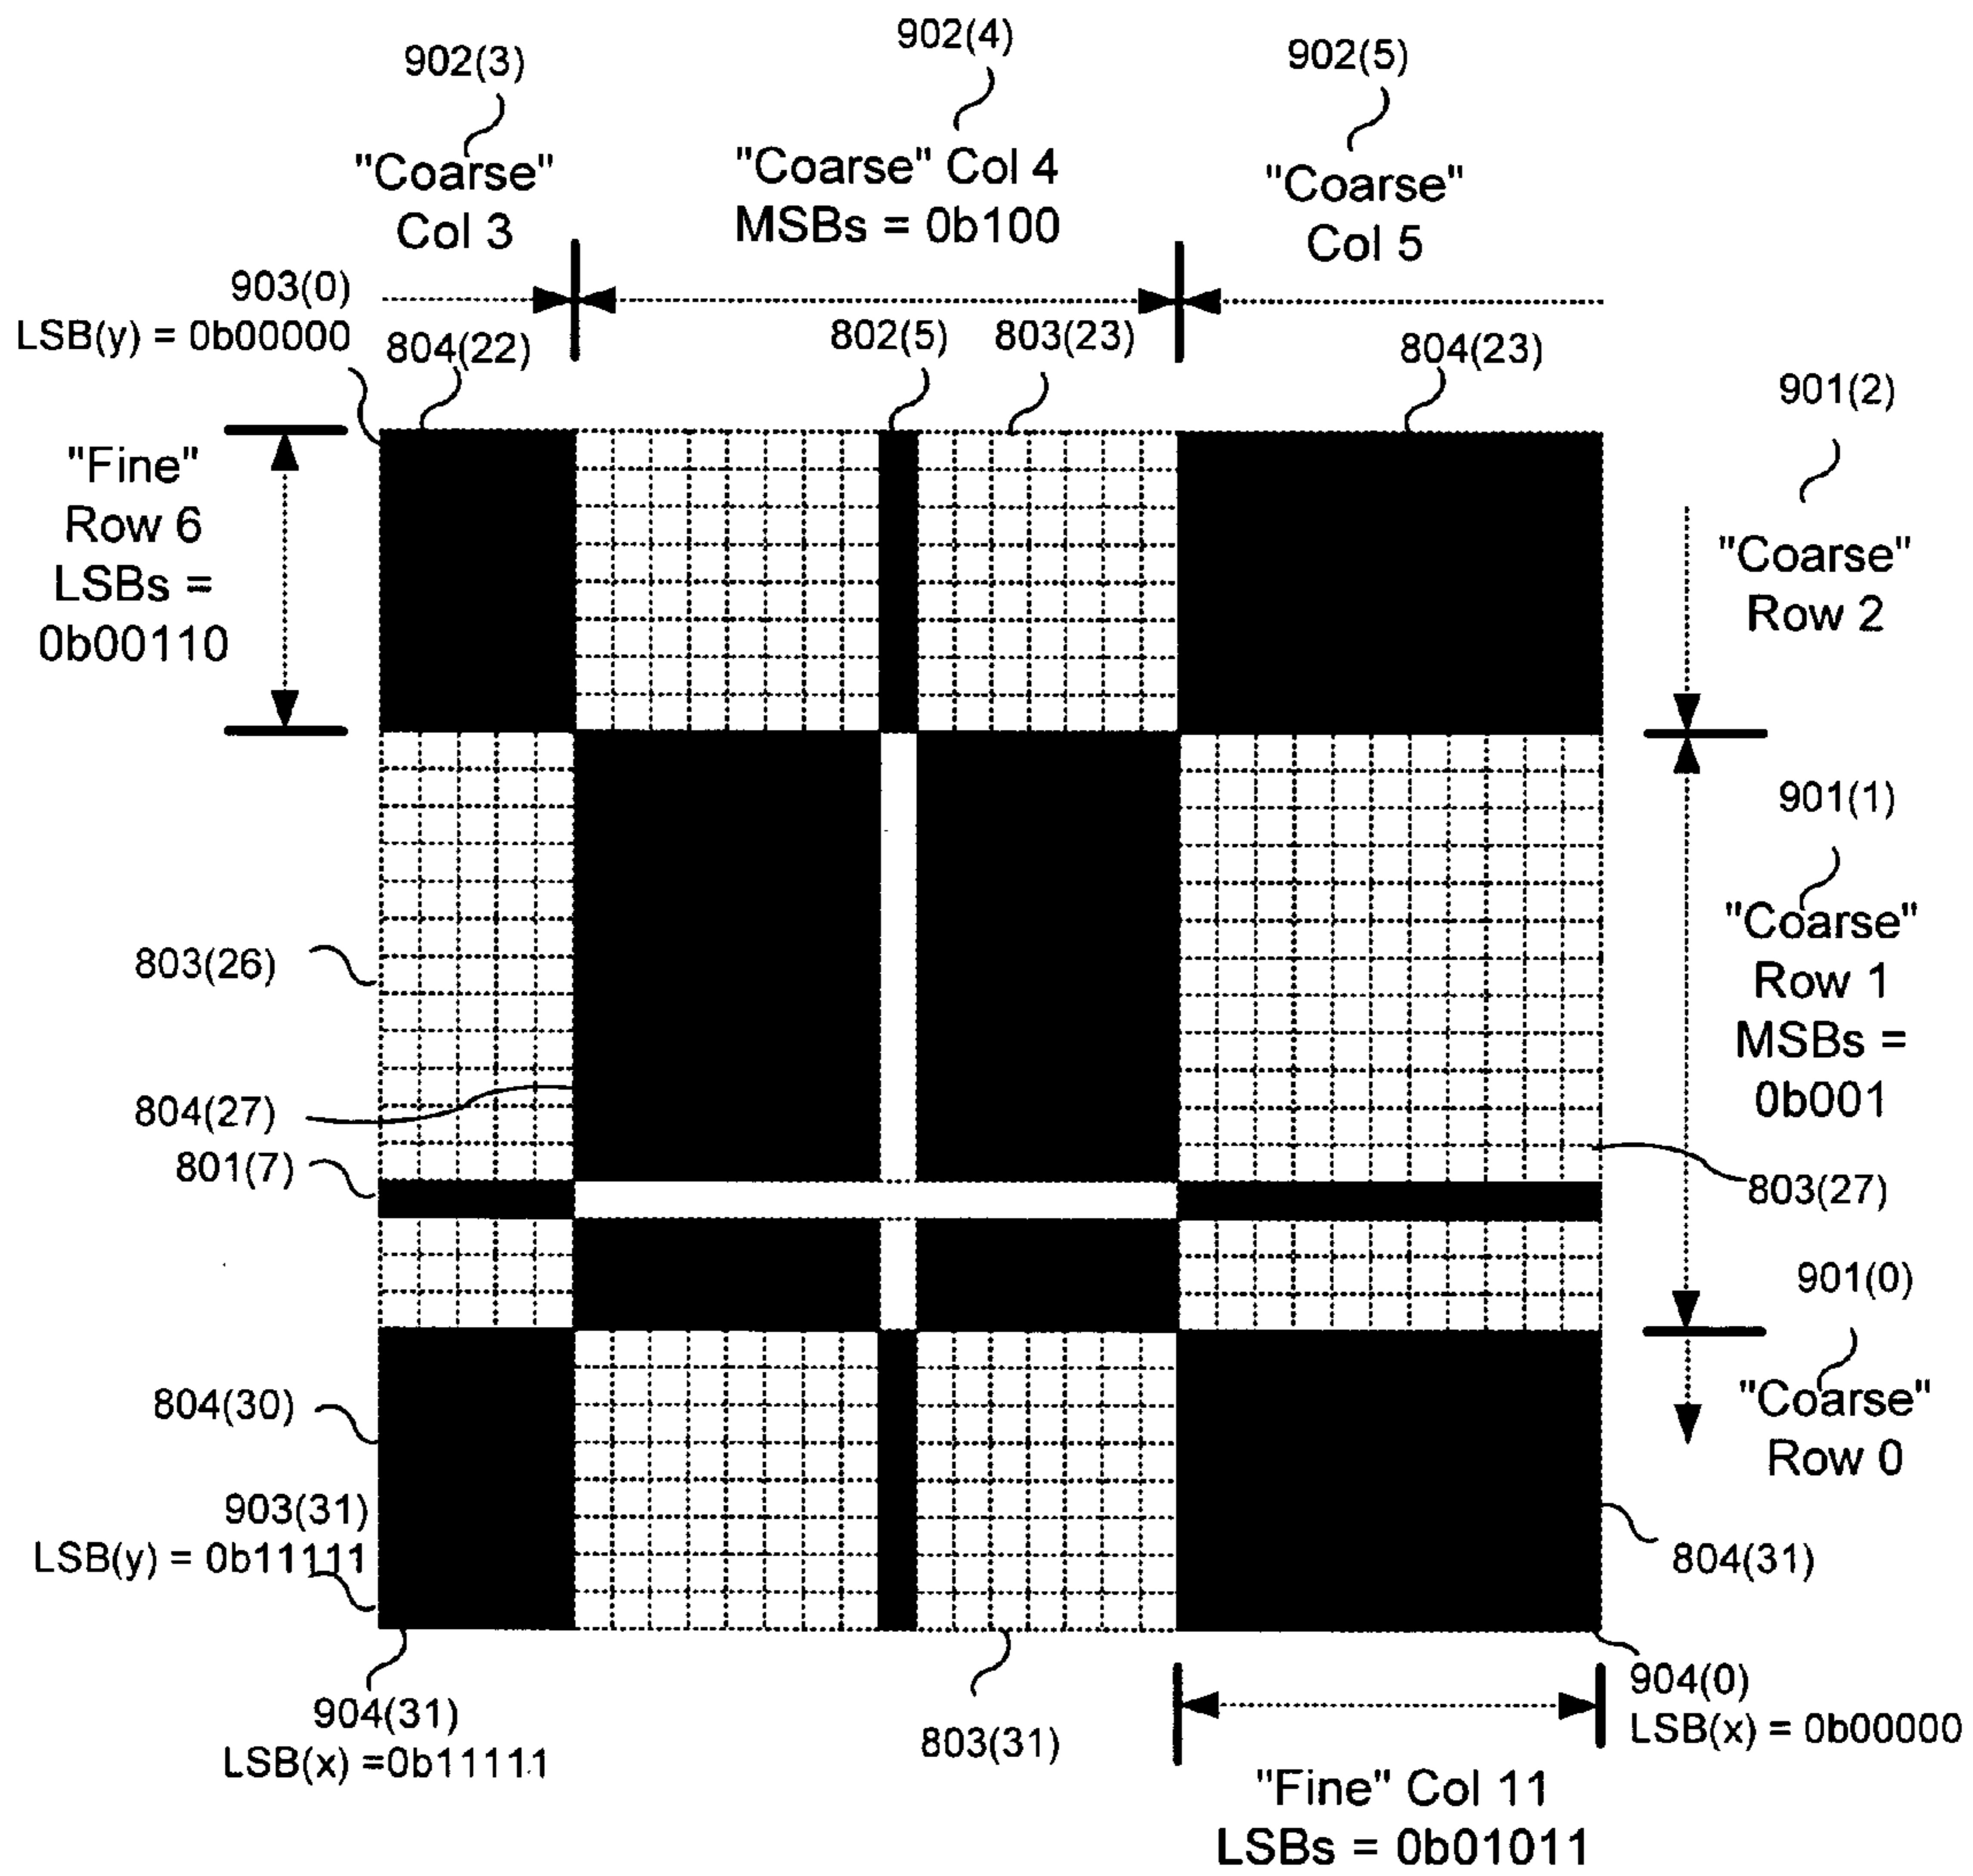 902(3)
902(4)
902(5)
"Coarse"
Col 3
"Coarse" Col 4
MSBs = 0b100
"Coarse"
Col 5
903(0)
LSB(y) = 0b00000
804(22)
802(5)
803(23)
804(23)
901(2)
"Fine"
Row 6
LSBs =
0b00110
"Coarse"
Row 2
901(1)
"Coarse"
Row 1
MSBs =
0b001
803(26)
804(27)
801(7)
803(27)
901(0)
"Coarse"
Row 0
804(30)
903(31)
LSB(y) = 0b11111
804(31)
904(31)
LSB(x) =0b11111
803(31)
904(0)
LSB(x) = 0b00000
"Fine" Col 11
LSBs = 0b01011